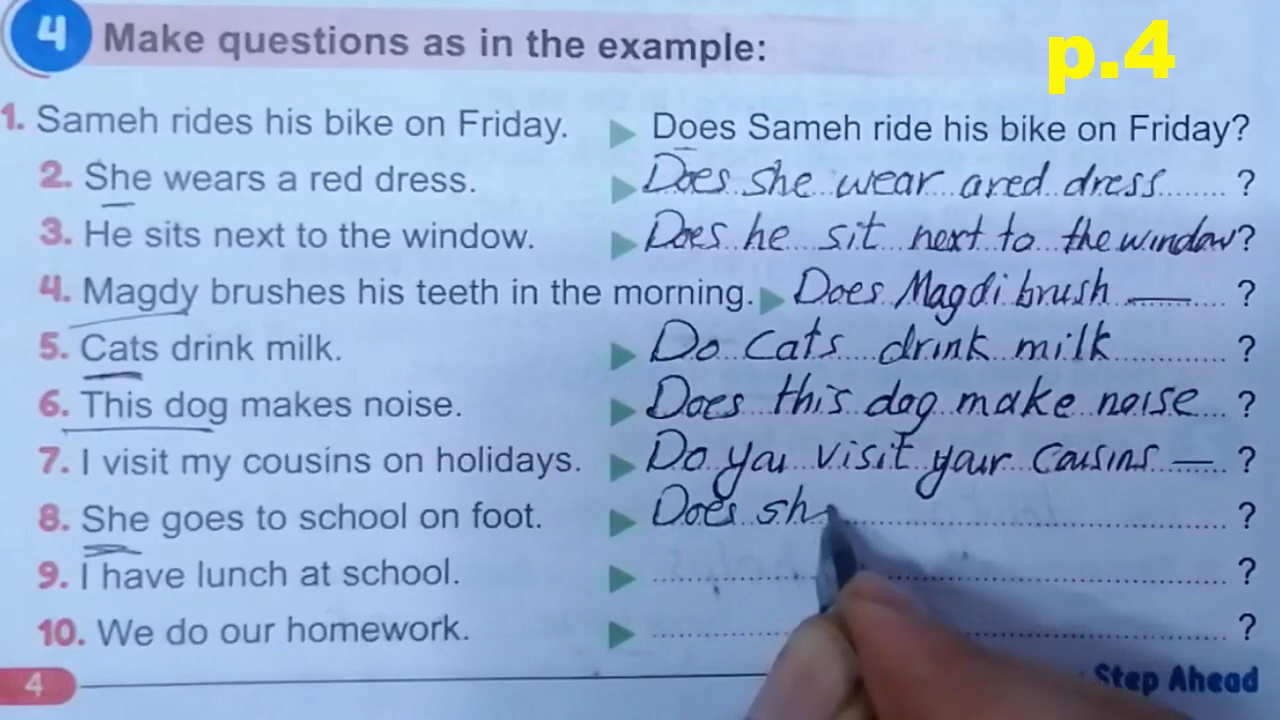 4 Make questions as in the example:
p.4
1. Sameh rides his bike on Friday. Does Sameh ride his bike on Friday?
2. She wears a red dress. Does she wear a red dress ?
3. He sits next to the window. Does he sit next to the window?
4. Magdy brushes his teeth in the morning. Does Magdi brush ?
5. Cats drink milk. Do cats drink milk ?
6. This dog makes noise. Does this dog make noise ?
7. I visit my cousins on holidays. Do you visit your cousins ?
8. She goes to school on foot. Does sh ?
9. I have lunch at school. ?
10. We do our homework. ?
4 Step Ahead